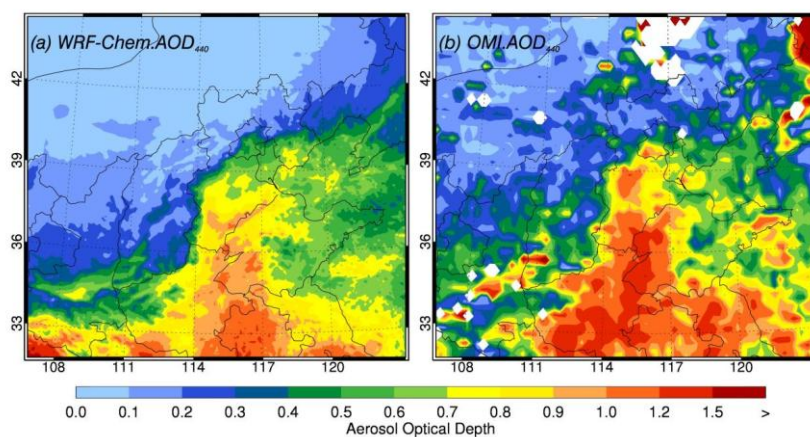 (a) WRF-Chem.AOD440
(b) OMI.AOD440
42
39
36
33
108 111 114 117 120
42
39
36
33
108 111 114 117 120
0.0 0.1 0.2 0.3 0.4 0.5 0.6 0.7 0.8 0.9 1.0 1.2 1.5 >
Aerosol Optical Depth